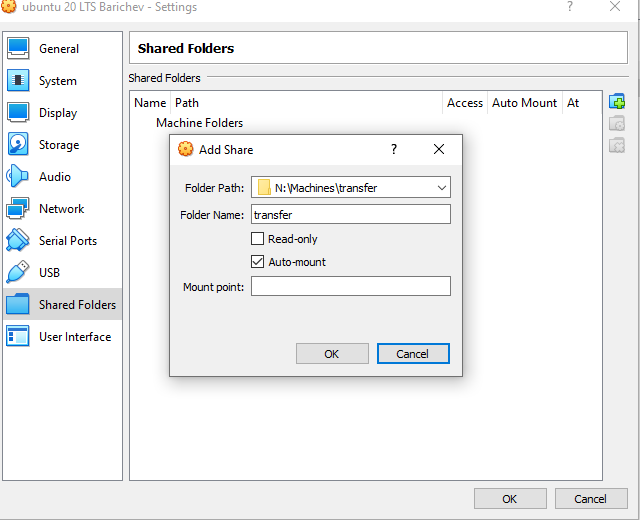 ubuntu 20 LTS Barichev - Settings
? ×
General
System
Display
Storage
Audio
Network
Serial Ports
USB
Shared Folders
User Interface
Shared Folders
Shared Folders
Name Path Access Auto Mount At
Machine Folders
Add Share
? ×
Folder Path: N:\Machines\transfer
Folder Name: transfer
Read-only
Auto-mount
Mount point:
OK Cancel
OK Cancel